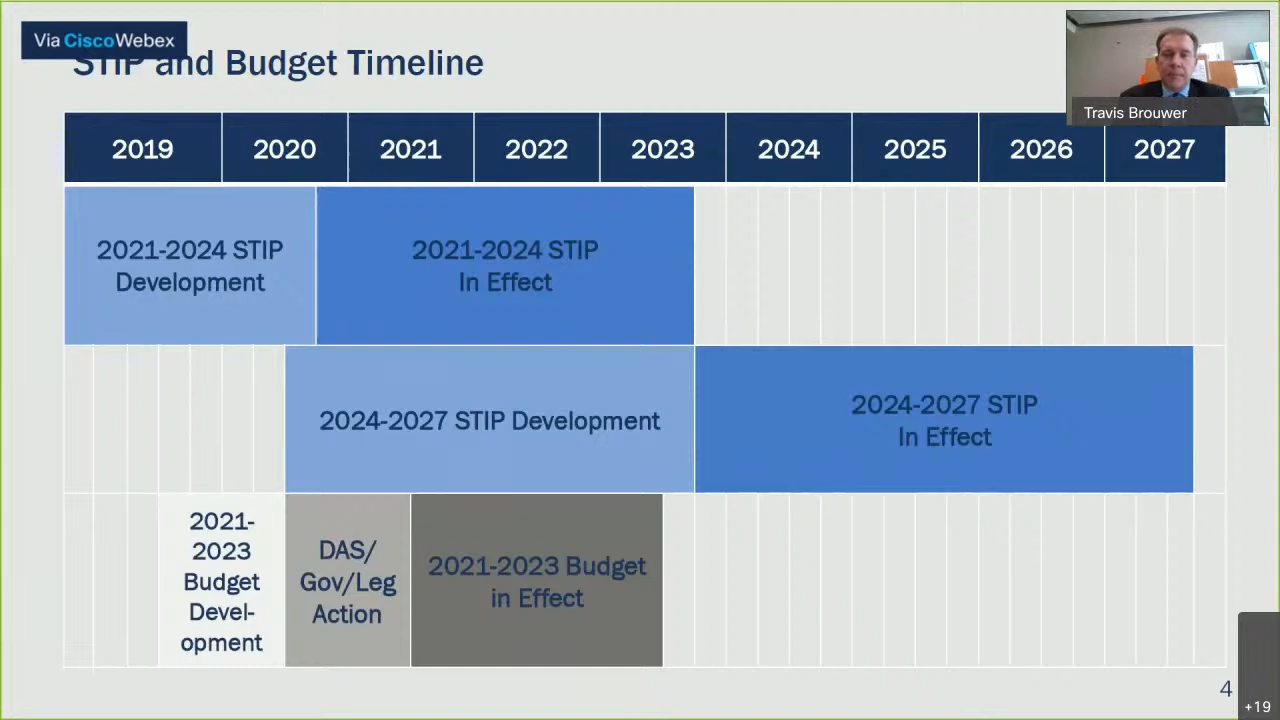 Via CiscoWebex
STIP and Budget Timeline
Travis Brouwer
2019 2020 2021 2022 2023 2024 2025 2026 2027
2021-2024 STIP
Development
2021-2024 STIP
In Effect
2024-2027 STIP Development
2024-2027 STIP
In Effect
2021-
2023
Budget
Devel-
opment
DAS/
Gov/Leg
Action
2021-2023 Budget
in Effect
4
+19